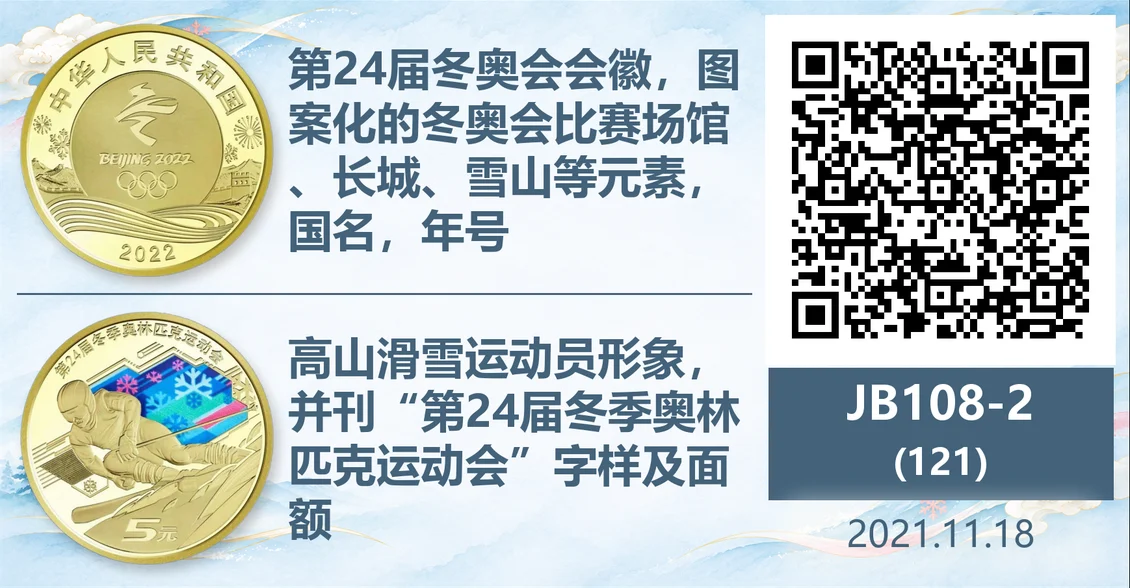 中华人民共和国
BEIJING 2022
2022
第24届冬奥会会徽，图
案化的冬奥会比赛场馆
、长城、雪山等元素，
国名，年号
第24届冬季奥林匹克运动会
5元
高山滑雪运动员形象，
并刊“第24届冬季奥林
匹克运动会”字样及面
额
JB108-2
(121)
2021.11.18